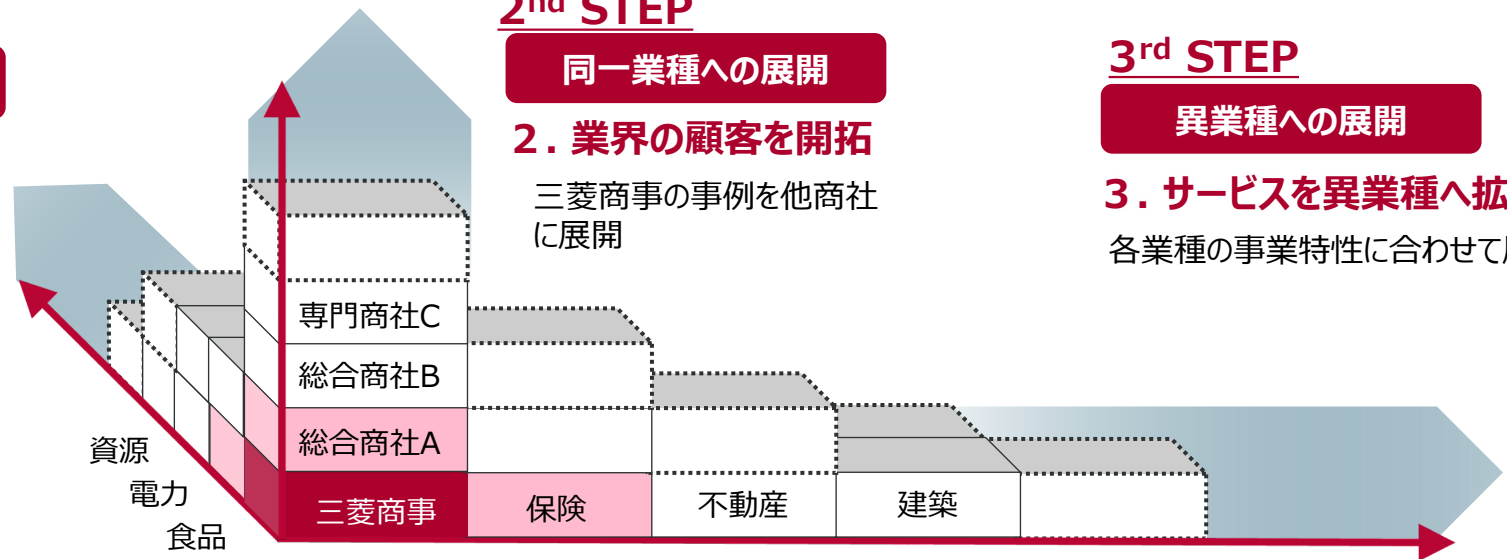 2nd STEP
同一業種への展開
2. 業界の顧客を開拓
三菱商事の事例を他商社
に展開
3rd STEP
異業種への展開
3. サービスを異業種へ拡
各業種の事業特性に合わせて
専門商社C
総合商社B
総合商社A
三菱商事
保険
不動産
建築
資源
電力
食品